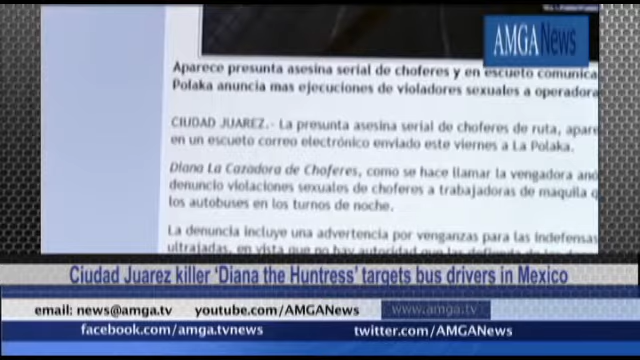 AMGANews
Aparece presunta asesina serial de choferes y en escueto comunica
Polaka anuncia mas ejecuciones de violadores sexuales a operadora
CIUDAD JUAREZ.- La presunta asesina serial de choferes de ruta, apare
en un escueto correo electrónico enviado este viernes a La Polaka.
Diana La Cazadora de Choferes, como se hace llamar la vengadora anó
denuncio violaciones sexuales de choferes a trabajadoras de maquila q
los autobuses en los turnos de noche.
La denuncia incluye una advertencia por venganzas para las indefensas
ultrajadas, en vista que no hay autoridad que las defienda de
Ciudad Juarez killer 'Diana the Huntress' targets bus drivers in Mexico
email: news@amga.tv youtube.com/AMGANews www.amga.tv
facebook.com/amga.tvnews twitter.com/AMGANews